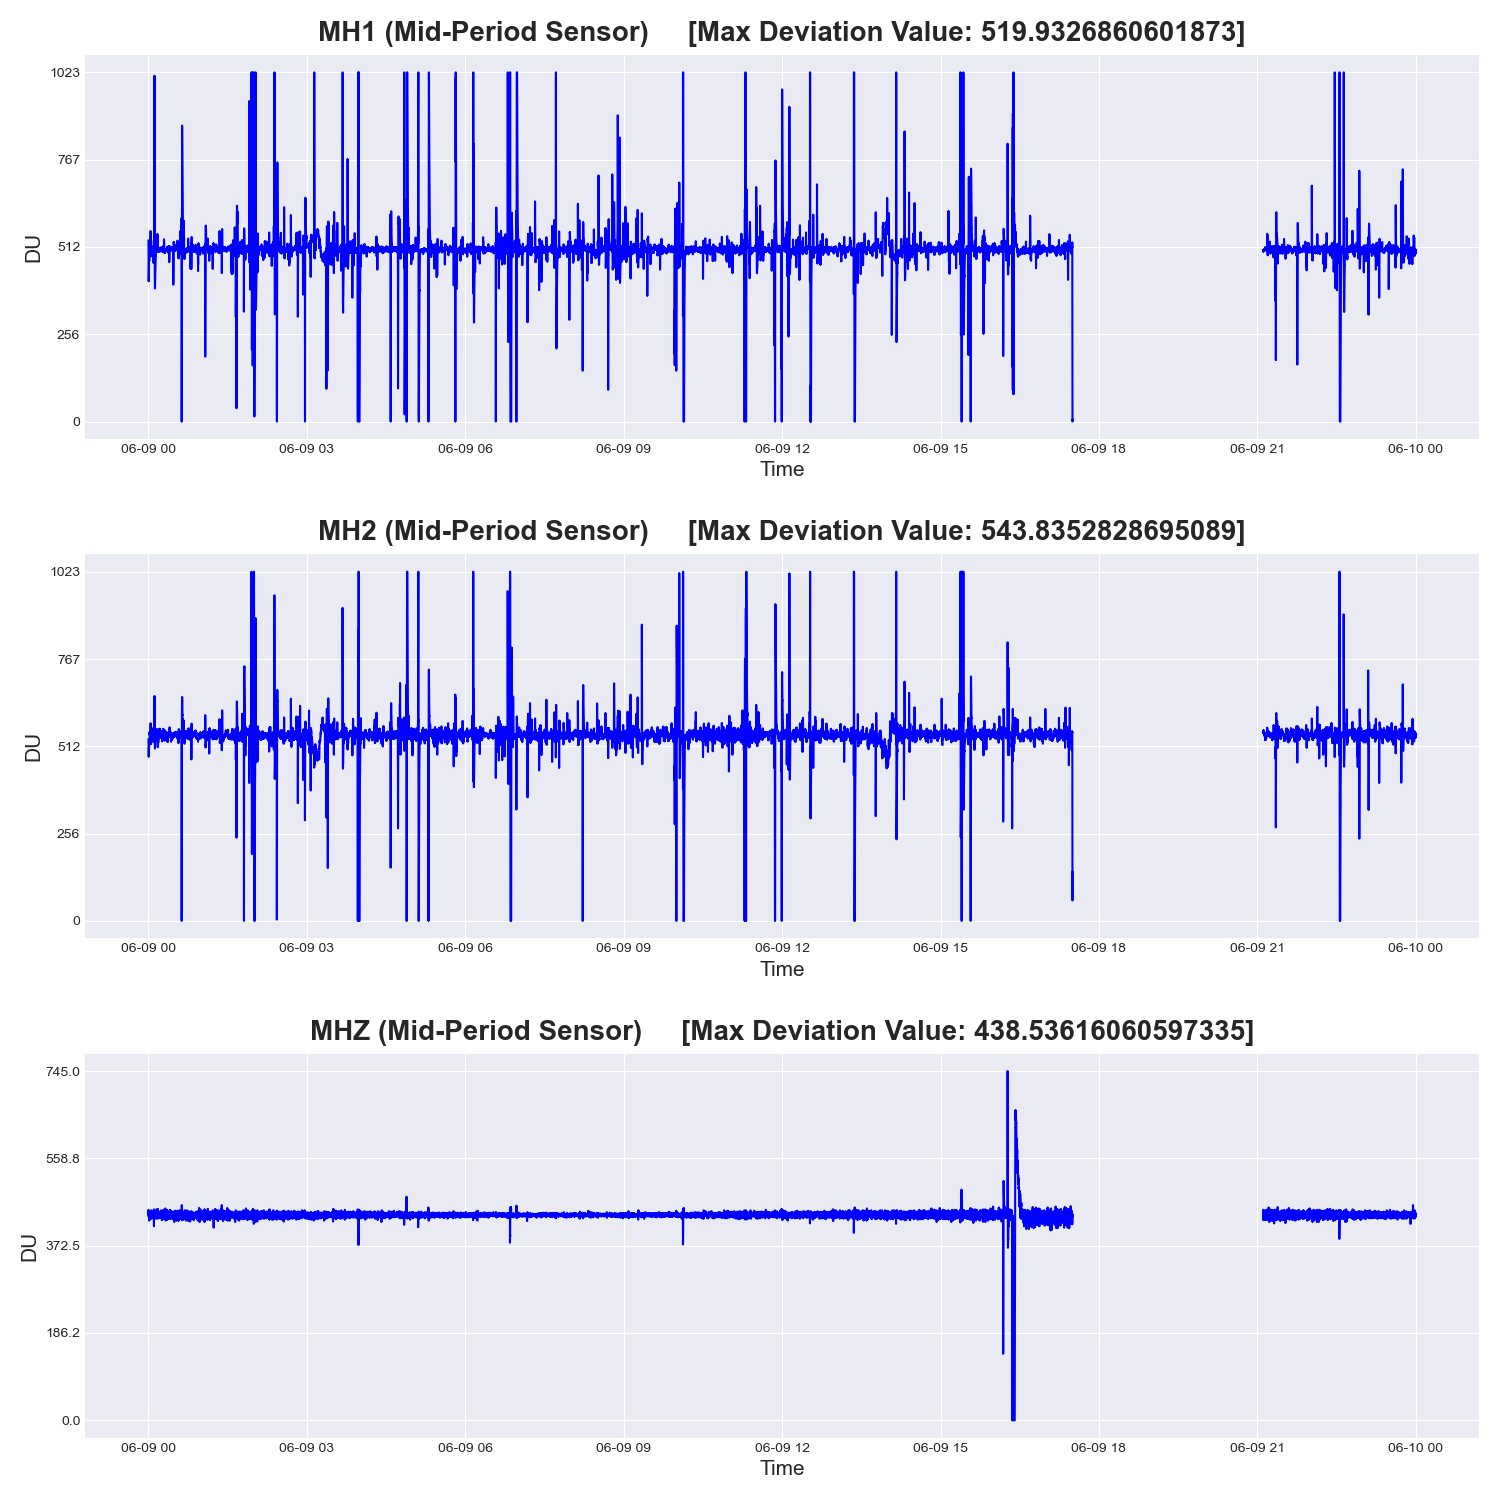 MH1 (Mid-Period Sensor) [Max Deviation Value: 519.9326860601873]
1023
767
512
256
0
DU
06-09 00 06-09 03 06-09 06 06-09 09 06-09 12 06-09 15 06-09 18 06-09 21 06-10 00
Time
MH2 (Mid-Period Sensor) [Max Deviation Value: 543.8352828695089]
1023
767
512
256
0
DU
06-09 00 06-09 03 06-09 06 06-09 09 06-09 12 06-09 15 06-09 18 06-09 21 06-10 00
Time
MHZ (Mid-Period Sensor) [Max Deviation Value: 438.53616060597335]
745.0
558.8
372.5
186.2
0.0
DU
06-09 00 06-09 03 06-09 06 06-09 09 06-09 12 06-09 15 06-09 18 06-09 21 06-10 00
Time